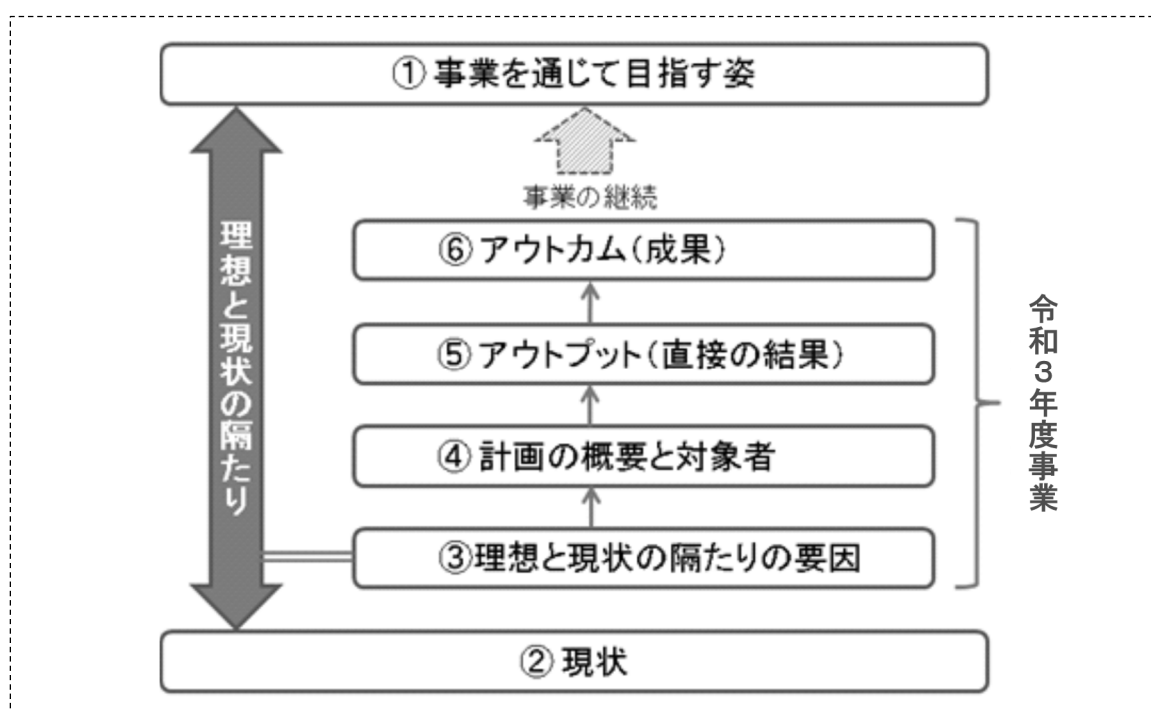 ①事業を通じて目指す姿
事業の継続
理想と現状の隔たり
⑥アウトカム(成果)
⑤アウトプット(直接の結果)
④計画の概要と対象者
③理想と現状の隔たりの要因
令和3年度事業
②現状